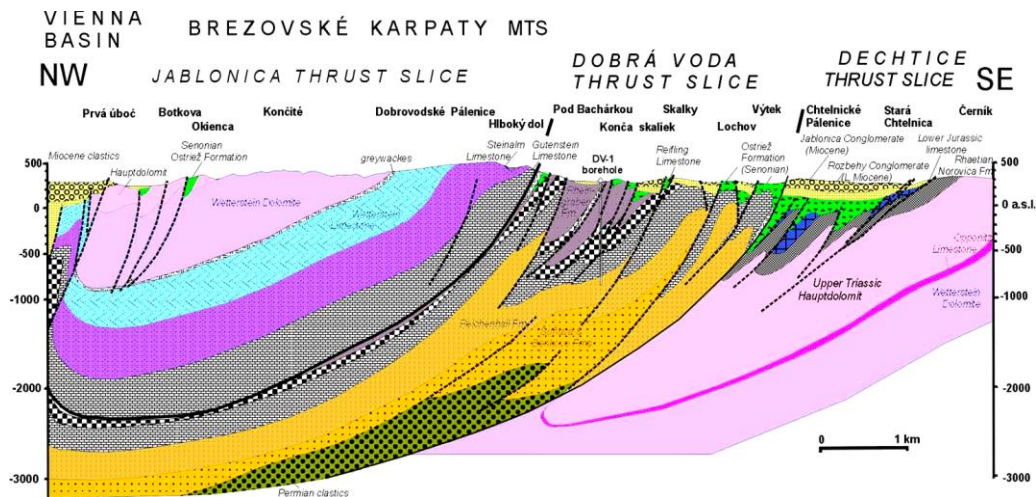 VIENNA
BASIN
BREZOVSKÉ KARPATY MTS
NW
JABLONICA THRUST SLICE
DOBRÁ VODA
THRUST SLICE
DECHTICE
THRUST SLICE
SE
Prvá úboč
Botkova
Okienca
Končité
Dobrovodské Pálenice
Hlboký dol
Pod Bachárkou
Konča skaliek
Skalky
Výtek
Lochov
Chtelnické
Pálenice
Stará
Chtelnica
Černík
Miocene clastics
Hauptdolomit
Senonian
Ostriež Formation
greywackes
Steinalm
Limestone
Gutenstein
Limestone
DV-1
borehole
Reifling
Limestone
Ostriež
Formation
(Senonian)
Jablonica Conglomerate
(Miocene)
Rozbehy Conglomerate
(L. Miocene)
Lower Jurassic
limestone
Rhaetian
Norovica Fm.
500
0
-500
-1000
-2000
-3000
500
0 a.s.l.
-500
-1000
-2000
-3000
Wetterstein Dolomite
Wetterstein
Limestone
Reichenhall Fm.
Upper Triassic
Hauptdolomit
Opponitz
Limestone
Wetterstein
Dolomite
Permian clastics
0
1 km